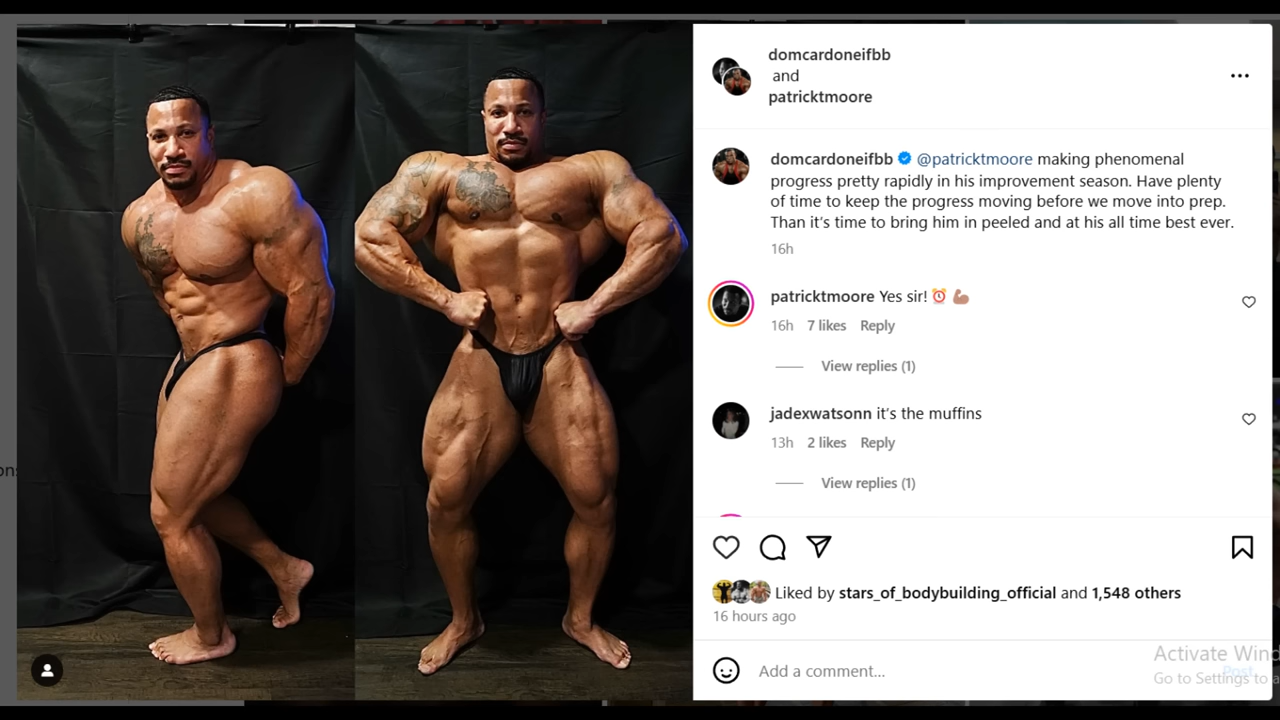 domcardoneifbb
and
patricktmoore
domcardoneifbb @patricktmoore making phenomenal
progress pretty rapidly in his improvement season. Have plenty
of time to keep the progress moving before we move into prep.
Than it's time to bring him in peeled and at his all time best ever.
16h
patricktmoore Yes sir! ⏰ 💪🏽
16h 7 likes Reply
View replies (1)
jadexwatsonn it's the muffins
13h 2 likes Reply
View replies (1)
Liked by stars_of_bodybuilding_official and 1,548 others
16 hours ago
Add a comment...
Post
Activate Wind
Go to Settings to a